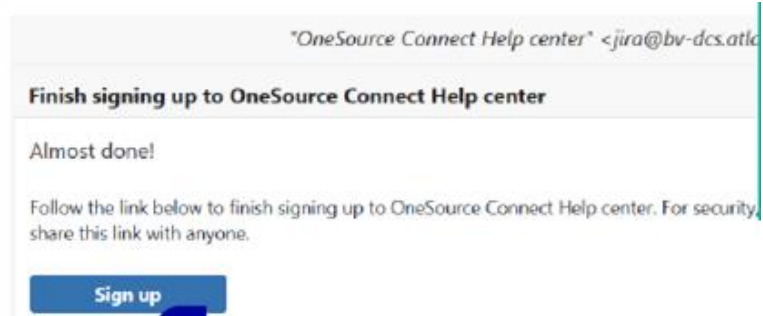 "OneSource Connect Help center" <jira@bv-dcs.atlc
Finish signing up to OneSource Connect Help center
Almost done!
Follow the link below to finish signing up to OneSource Connect Help center. For security,
share this link with anyone.
Sign up